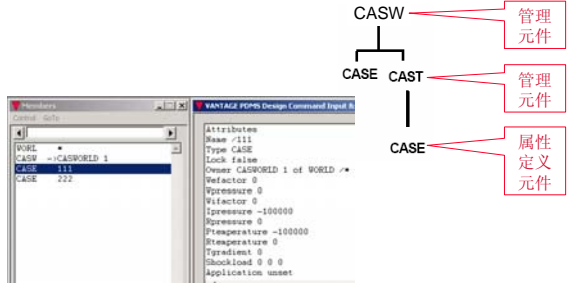 CASW
管理
元件
CASE CAST
管理
元件
CASE
属性
定义
元件
Members
Control GoTo
WORL *
CASW ->CASWORLD 1
CASE 111
CASE 222
VANTAGE PDMS Design Command Input &
Attributes
Name /111
Type CASE
Lock false
Owner CASWORLD 1 of WORLD /*
Wefactor 0
Wpressure 0
Wifactor 0
Ipressure -100000
Rpressure 0
Ptemperature -100000
Rtemperature 0
Tgradient 0
Shockload 0 0 0
Application unset